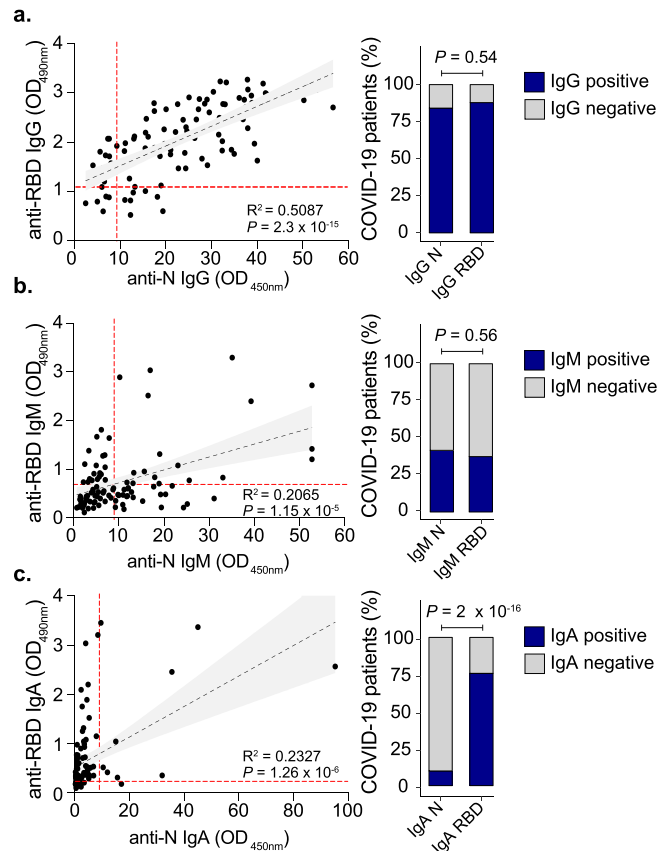 a.
anti-RBD IgG (OD490nm)
4
3
2
1
0
0 10 20 30 40 50 60
anti-N IgG (OD450nm)
R2 = 0.5087
P = 2.3 x 10-15
COVID-19 patients (%)
P = 0.54
100
75
50
25
0
IgG N
IgG RBD
IgG positive
IgG negative
b.
anti-RBD IgM (OD490nm)
4
3
2
1
0
0 10 20 30 40 50 60
anti-N IgM (OD450nm)
R2 = 0.2065
P = 1.15 x 10-5
COVID-19 patients (%)
P = 0.56
100
75
50
25
0
IgM N
IgM RBD
IgM positive
IgM negative
c.
anti-RBD IgA (OD490nm)
4
3
2
1
0
0 25 50 75 100
anti-N IgA (OD450nm)
R2 = 0.2327
P = 1.26 x 10-6
COVID-19 patients (%)
P = 2 x 10-16
100
75
50
25
0
IgA N
IgA RBD
IgA positive
IgA negative